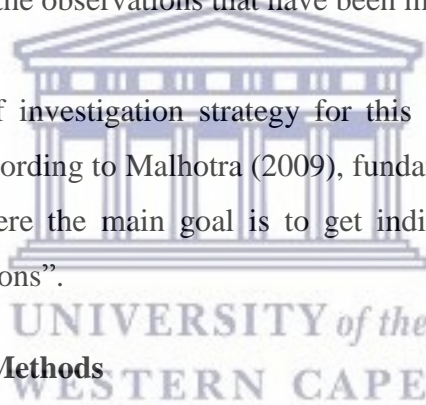 the observations that have been m
f investigation strategy for this
cording to Malhotra (2009), funda
ere the main goal is to get indi
ons”.
UNIVERSITY of the
Methods
WESTERN CAPE